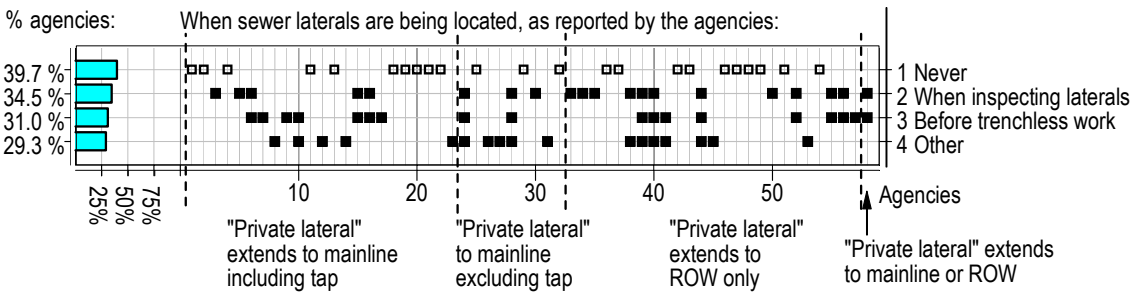 % agencies:
When sewer laterals are being located, as reported by the agencies:
39.7 %
1 Never
34.5 %
2 When inspecting laterals
31.0 %
3 Before trenchless work
29.3 %
4 Other
25%
50%
75%
10
20
30
40
50
Agencies
"Private lateral"
extends to mainline
including tap
"Private lateral"
to mainline
excluding tap
"Private lateral"
extends to
ROW only
"Private lateral" extends
to mainline or ROW